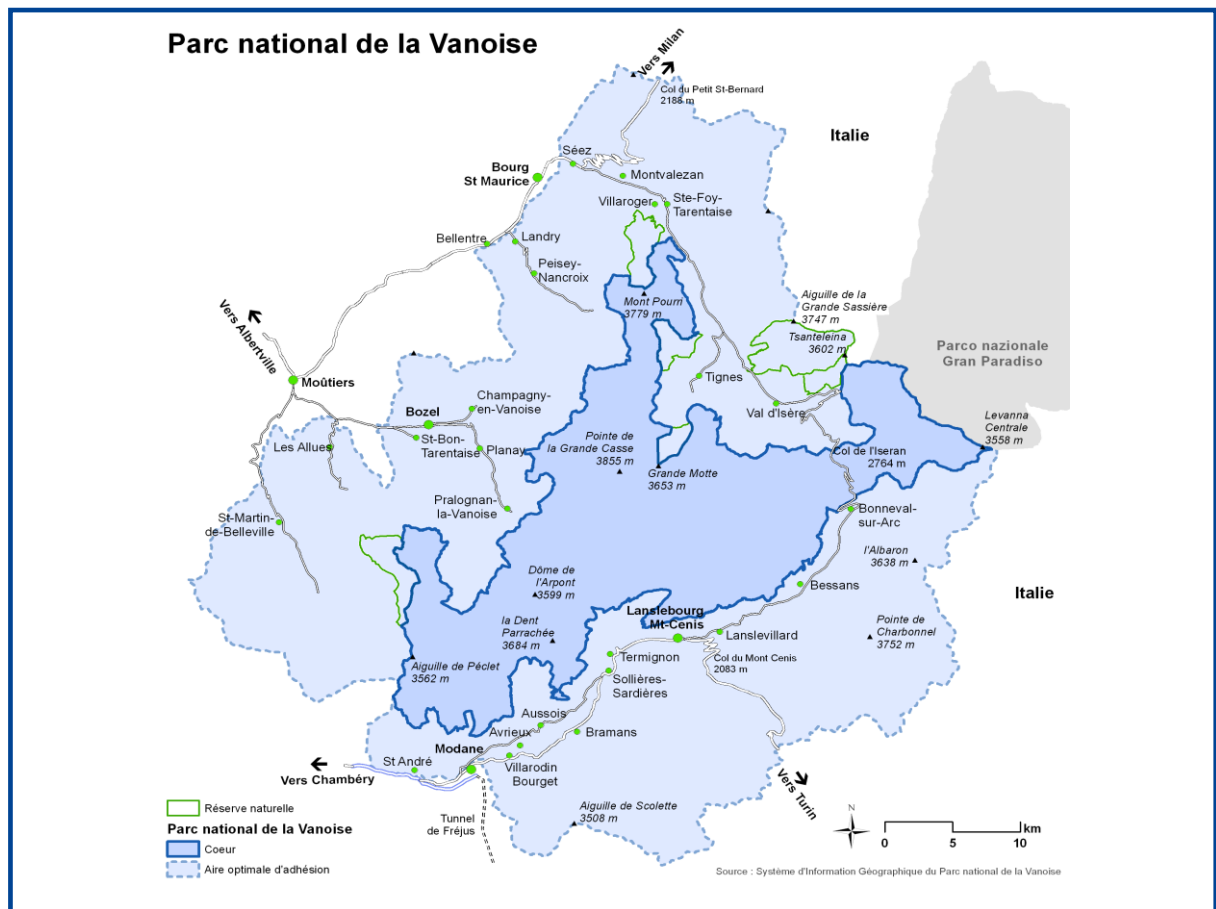 Parc national de la Vanoise
Vers Milan
Col du Petit St-Bernard
2188 m
Italie
Séez
Bourg
St Maurice
Montvalezan
Villaroger
Ste-Foy-
Tarentaise
Bellentre
Landry
Peisey-
Nancroix
Mont Pourri
3779 m
Aiguille de la
Grande Sassière
3747 m
Tsanteleina
3602 m
Parco nazionale
Gran Paradiso
Vers Albertville
Moûtiers
Tignes
Champagny-
en-Vanoise
Bozel
Val d'Isère
Levanna
Centrale
3558 m
St-Bon-
Tarentaise
Les Allues
Planay
Pointe de
la Grande Casse
3855 m
Grande Motte
3653 m
Col de l'Iseran
2764 m
Pralognan-
la-Vanoise
St-Martin-
de-Belleville
Bonneval-
sur-Arc
l'Albaron
3638 m
Dôme de
l'Arpont
3599 m
Bessans
Italie
Lanslebourg
Mt-Cenis
la Dent
Parrachée
3684 m
Lanslevillard
Pointe de
Charbonnel
3752 m
Aiguille de Péclet
3562 m
Termignon
Col du Mont Cenis
2083 m
Sollières-
Sardières
Aussois
Avrieux
Bramans
Modane
St André
Villarodin
Bourget
Vers Chambéry
Vers Turin
Aiguille de Scolette
3508 m
Tunnel
de Fréjus
Réserve naturelle
Parc national de la Vanoise
Coeur
Aire optimale d'adhésion
N
km
0 5 10
Source : Système d'Information Géographique du Parc national de la Vanoise